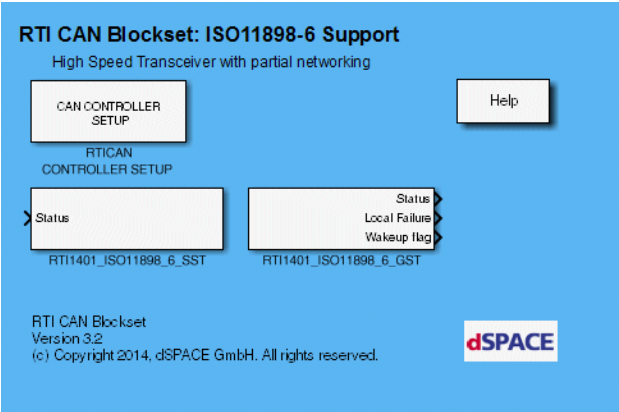 RTI CAN Blockset: ISO11898-6 Support
High Speed Transceiver with partial networking
CAN CONTROLLER
SETUP
Help
RTICAN
CONTROLLER SETUP
Status
Status
Local Failure
Wakeup flag
RTI1401_ISO11898_6_SST
RTI1401_ISO11898_6_GST
RTI CAN Blockset
Version 3.2
(c) Copyright 2014, dSPACE GmbH. All rights reserved.
dSPACE